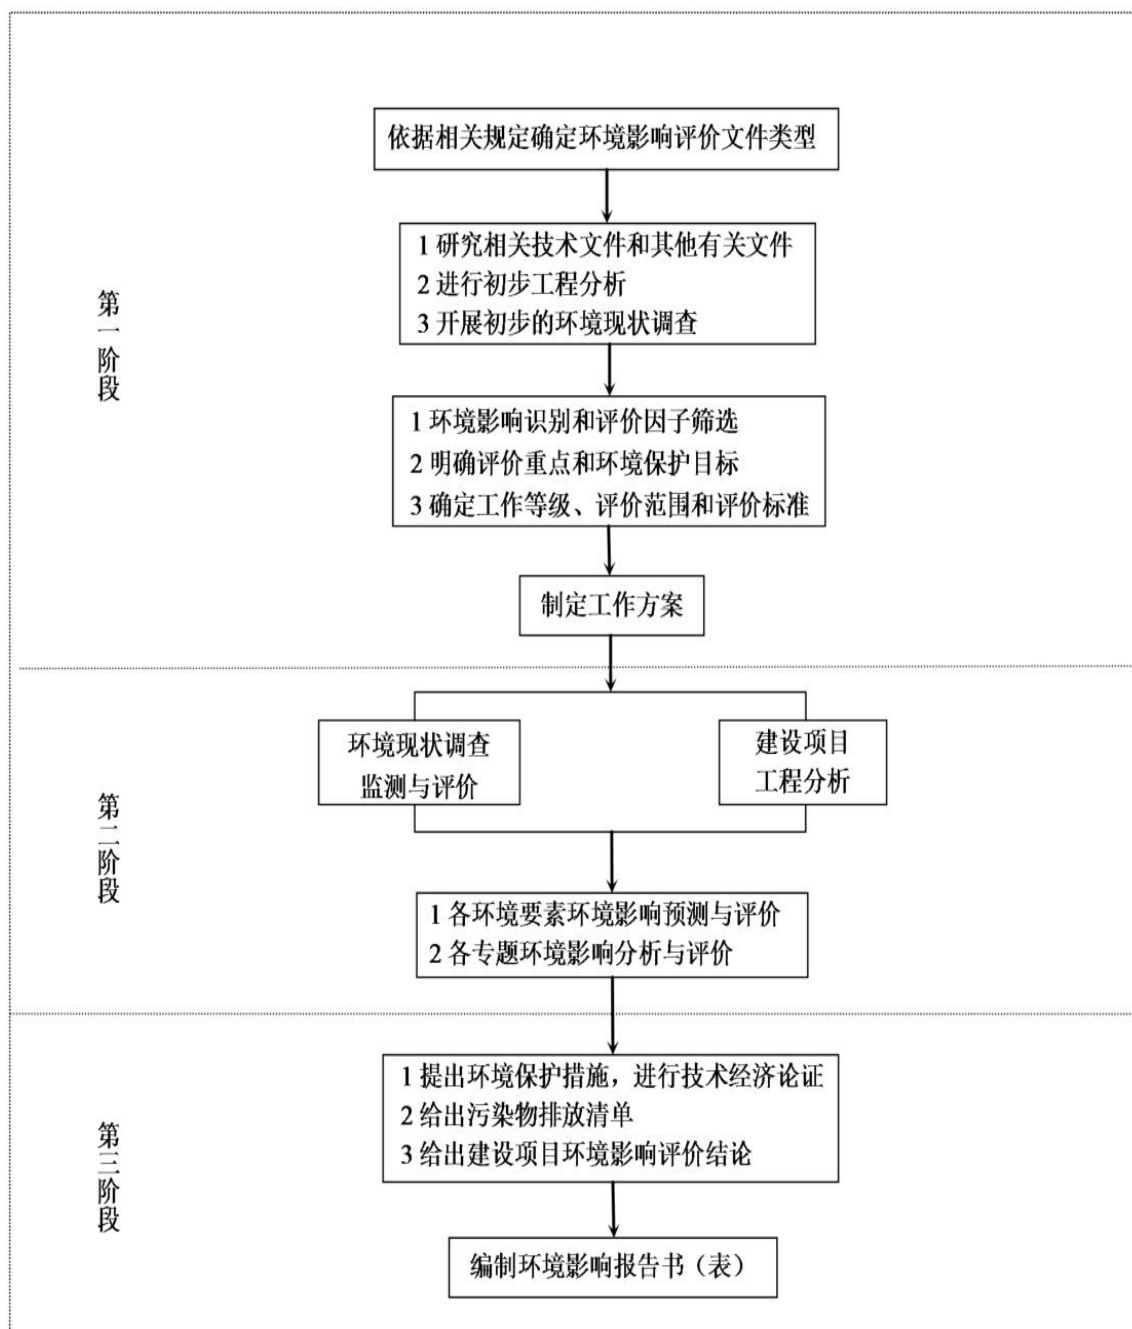 依据相关规定确定环境影响评价文件类型
1 研究相关技术文件和其他有关文件
2 进行初步工程分析
3 开展初步的环境现状调查
第一阶段
1 环境影响识别和评价因子筛选
2 明确评价重点和环境保护目标
3 确定工作等级、评价范围和评价标准
制定工作方案
环境现状调查
监测与评价
建设项目
工程分析
第二阶段
1 各环境要素环境影响预测与评价
2 各专题环境影响分析与评价
1 提出环境保护措施，进行技术经济论证
2 给出污染物排放清单
3 给出建设项目环境影响评价结论
第三阶段
编制环境影响报告书（表）